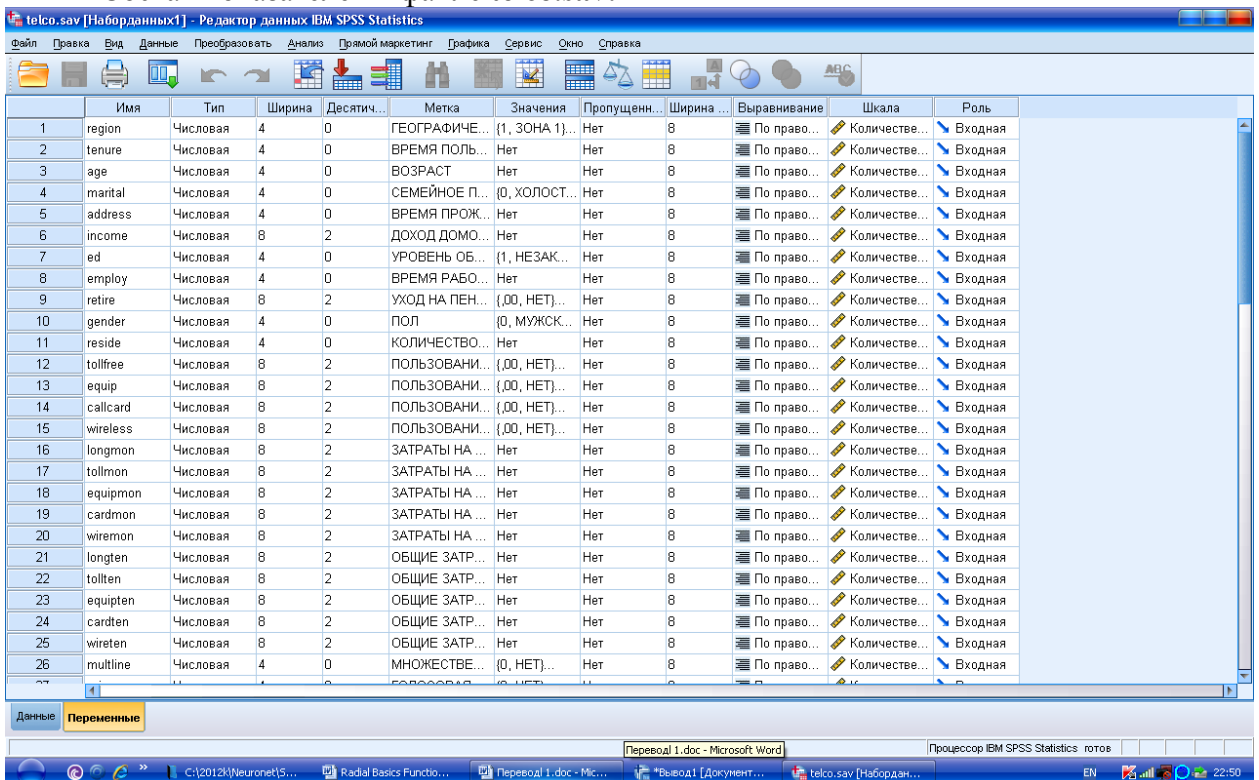 telco.sav [Наборданных1] - Редактор данных IBM SPSS Statistics
Файл Правка Вид Данные Преобразовать Анализ Прямой маркетинг Графика Сервис Окно Справка
Имя Тип Ширина Десятич... Метка Значения Пропущенн... Ширина ... Выравнивание Шкала Роль
1 region Числовая 4 0 ГЕОГРАФИЧЕ... {1, ЗОНА 1}... Нет 8 По право... Количестве... Входная
2 tenure Числовая 4 0 ВРЕМЯ ПОЛЬ... Нет Нет 8 По право... Количестве... Входная
3 age Числовая 4 0 ВОЗРАСТ Нет Нет 8 По право... Количестве... Входная
4 marital Числовая 4 0 СЕМЕЙНОЕ П... {0, ХОЛОСТ... Нет 8 По право... Количестве... Входная
5 address Числовая 4 0 ВРЕМЯ ПРОЖ... Нет Нет 8 По право... Количестве... Входная
6 income Числовая 8 2 ДОХОД ДОМО... Нет Нет 8 По право... Количестве... Входная
7 ed Числовая 4 0 УРОВЕНЬ ОБ... {1, НЕЗАК... Нет 8 По право... Количестве... Входная
8 employ Числовая 4 0 ВРЕМЯ РАБО... Нет Нет 8 По право... Количестве... Входная
9 retire Числовая 8 2 УХОД НА ПЕН... {,00, НЕТ}... Нет 8 По право... Количестве... Входная
10 gender Числовая 4 0 ПОЛ {0, МУЖСК... Нет 8 По право... Количестве... Входная
11 reside Числовая 4 0 КОЛИЧЕСТВО... Нет Нет 8 По право... Количестве... Входная
12 tollfree Числовая 8 2 ПОЛЬЗОВАНИ... {,00, НЕТ}... Нет 8 По право... Количестве... Входная
13 equip Числовая 8 2 ПОЛЬЗОВАНИ... {,00, НЕТ}... Нет 8 По право... Количестве... Входная
14 callcard Числовая 8 2 ПОЛЬЗОВАНИ... {,00, НЕТ}... Нет 8 По право... Количестве... Входная
15 wireless Числовая 8 2 ПОЛЬЗОВАНИ... {,00, НЕТ}... Нет 8 По право... Количестве... Входная
16 longmon Числовая 8 2 ЗАТРАТЫ НА ... Нет Нет 8 По право... Количестве... Входная
17 tollmon Числовая 8 2 ЗАТРАТЫ НА ... Нет Нет 8 По право... Количестве... Входная
18 equipmon Числовая 8 2 ЗАТРАТЫ НА ... Нет Нет 8 По право... Количестве... Входная
19 cardmon Числовая 8 2 ЗАТРАТЫ НА ... Нет Нет 8 По право... Количестве... Входная
20 wiremon Числовая 8 2 ЗАТРАТЫ НА ... Нет Нет 8 По право... Количестве... Входная
21 longten Числовая 8 2 ОБЩИЕ ЗАТР... Нет Нет 8 По право... Количестве... Входная
22 tollten Числовая 8 2 ОБЩИЕ ЗАТР... Нет Нет 8 По право... Количестве... Входная
23 equipten Числовая 8 2 ОБЩИЕ ЗАТР... Нет Нет 8 По право... Количестве... Входная
24 cardten Числовая 8 2 ОБЩИЕ ЗАТР... Нет Нет 8 По право... Количестве... Входная
25 wireten Числовая 8 2 ОБЩИЕ ЗАТР... Нет Нет 8 По право... Количестве... Входная
26 multline Числовая 4 0 МНОЖЕСТВЕ... {0, НЕТ}... Нет 8 По право... Количестве... Входная
Данные Переменные
Переводl 1.doc - Microsoft Word
Процессор IBM SPSS Statistics готов
C:\2012k\Neuronet\S... Radial Basics Functio... Переводl 1.doc - Mic... *Вывод1 [Документ... telco.sav [Набордан... EN 22:50